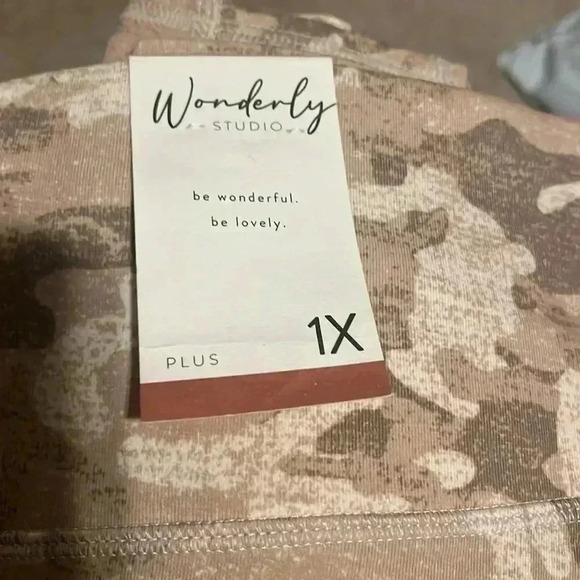 Wonderly
STUDIO
be wonderful.
be lovely.
1X
PLUS